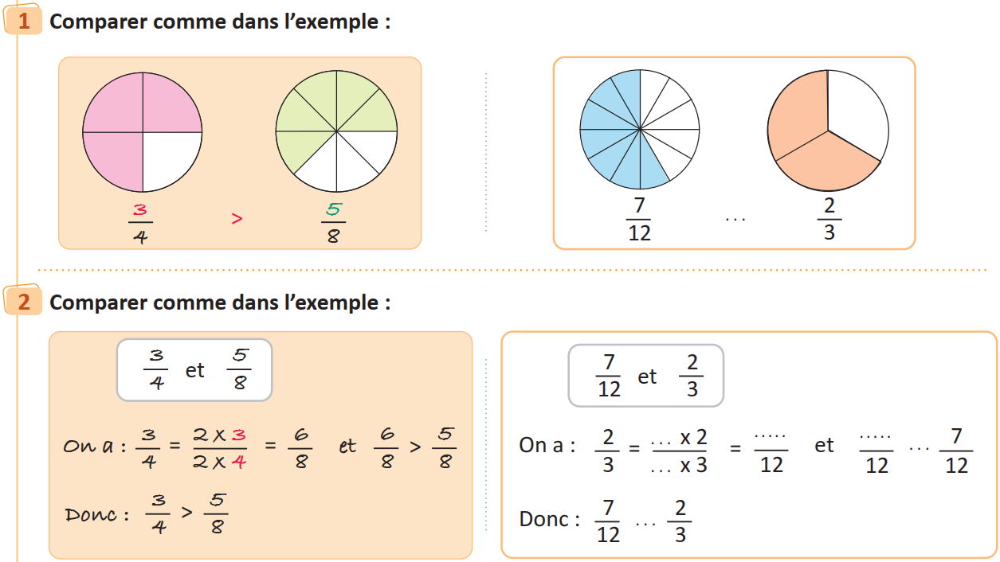 1 Comparer comme dans l'exemple :
3/4 > 5/8
7/12 ... 2/3
2 Comparer comme dans l'exemple :
3/4 et 5/8
On a : 3/4 = 2 x 3/2 x 4 = 6/8 et 6/8 > 5/8
Donc : 3/4 > 5/8
7/12 et 2/3
On a : 2/3 = ... x 2/... x 3 = ...../12 et ...../12 ... 7/12
Donc : 7/12 ... 2/3